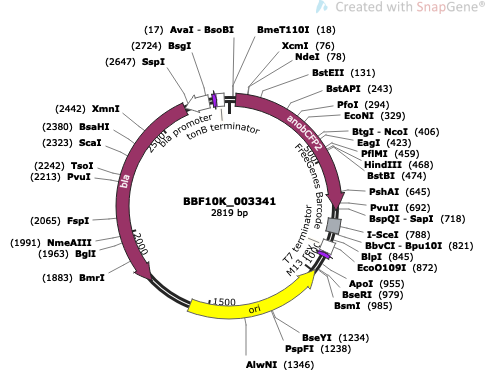 Created with SnapGene®
(17) AvaI - BsoBI
BmeT110I (18)
(2724) BsgI
XcmI (76)
(2647) SspI
NdeI (78)
BstEII (131)
BstAPI (243)
(2442) XmnI
PfoI (294)
EcoNI (329)
(2380) BsaHI
BtgI - NcoI (406)
(2323) ScaI
EagI (423)
PflMI (459)
(2242) TsoI
HindIII (468)
(2213) PvuI
BstBI (474)
PshAI (645)
(2065) FspI
PvuII (692)
BspQI - SapI (718)
(1991) NmeAIII
I-SceI (788)
(1963) BglI
BbvCI - Bpu10I (821)
BlpI (845)
(1883) BmrI
EcoO109I (872)
ApoI (955)
BseRI (979)
BsmI (985)
BseYI (1234)
PspFI (1238)
AlwNI (1346)
bla promoter
tonB terminator
anobCFP2
FreeGenes Barcode
T7 terminator
M13 rev
bla
ori
BBF10K_003341
2819 bp
500
1000
1500
2000
2500